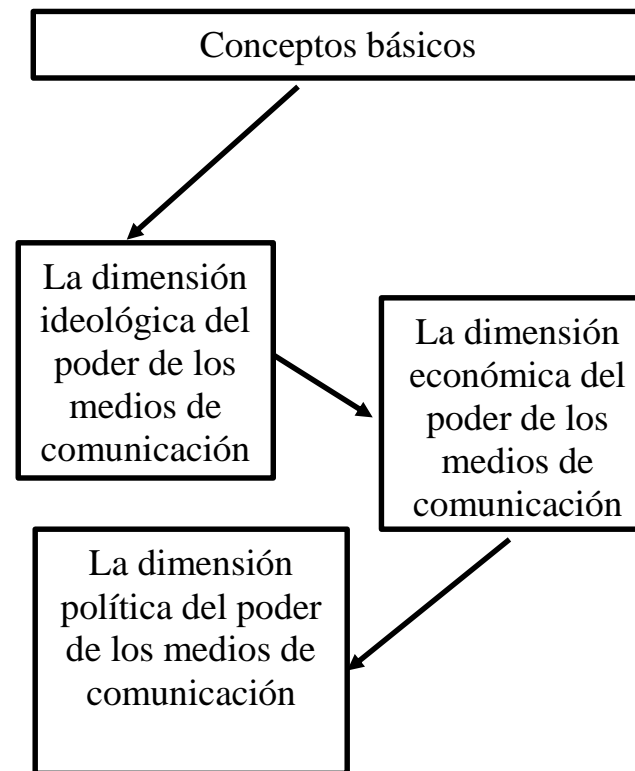 Conceptos básicos
La dimensión
ideológica del
poder de los
medios de
comunicación
La dimensión
económica del
poder de los
medios de
comunicación
La dimensión
política del poder
de los medios de
comunicación